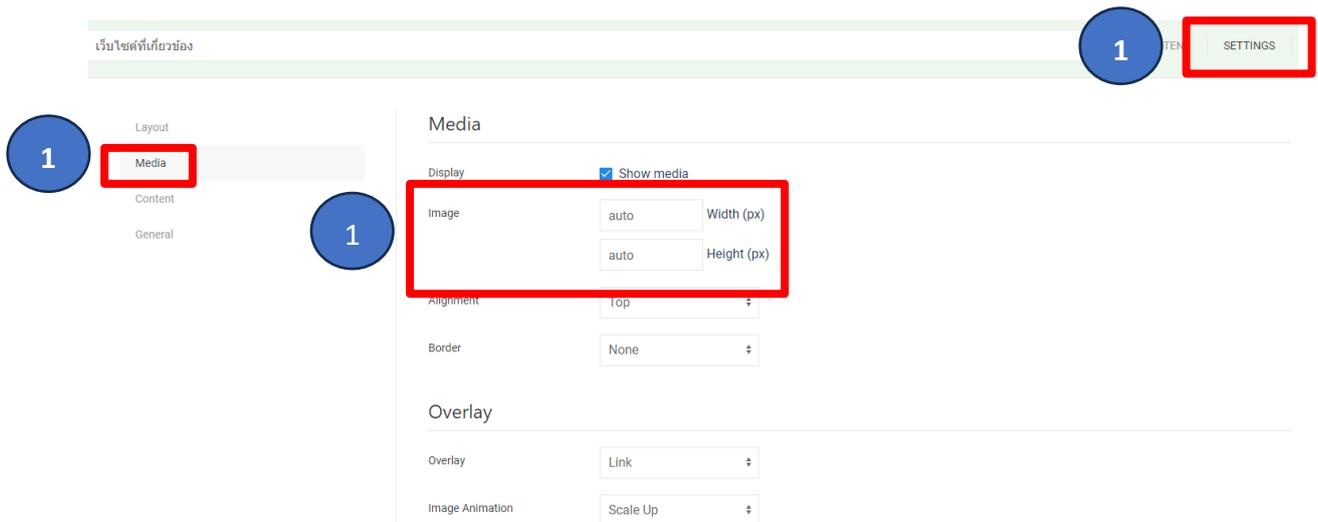 เว็บไซต์ที่เกี่ยวข้อง
1
TEN
SETTINGS
1
Layout
Media
Content
General
Media
Display
Show media
1
Image
auto
Width (px)
auto
Height (px)
Alignment
Top
Border
None
Overlay
Overlay
Link
Image Animation
Scale Up